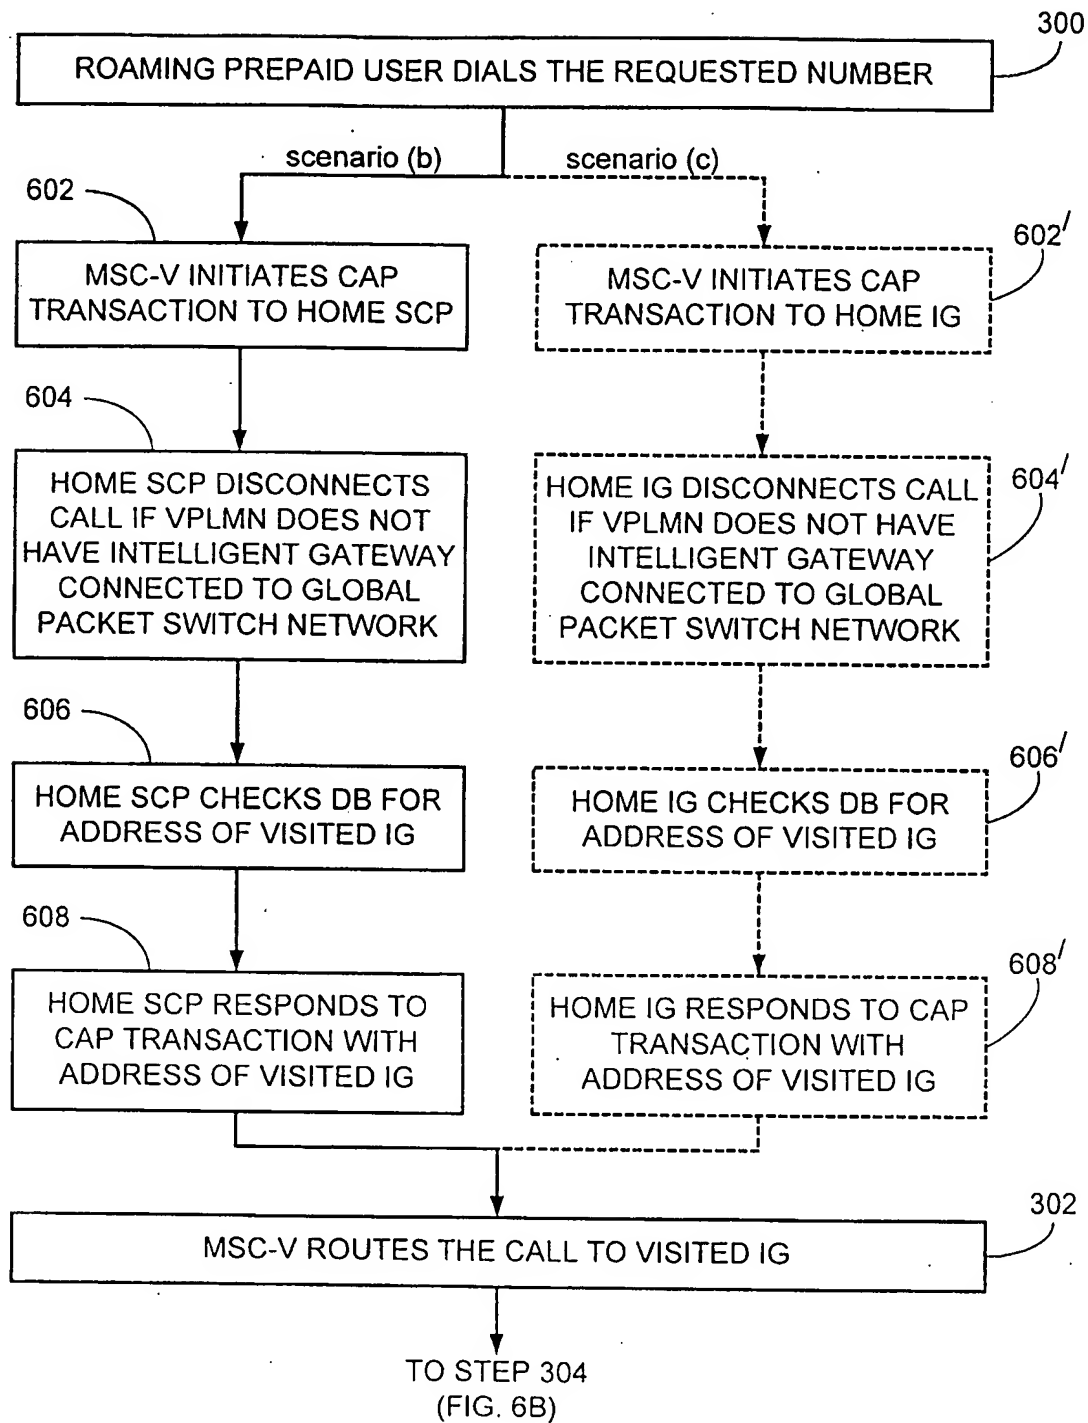 300
ROAMING PREPAID USER DIALS THE REQUESTED NUMBER
scenario (b)
scenario (c)
602
MSC-V INITIATES CAP
TRANSACTION TO HOME SCP
602'
MSC-V INITIATES CAP
TRANSACTION TO HOME IG
604
HOME SCP DISCONNECTS
CALL IF VPLMN DOES NOT
HAVE INTELLIGENT GATEWAY
CONNECTED TO GLOBAL
PACKET SWITCH NETWORK
604'
HOME IG DISCONNECTS CALL
IF VPLMN DOES NOT HAVE
INTELLIGENT GATEWAY
CONNECTED TO GLOBAL
PACKET SWITCH NETWORK
606
HOME SCP CHECKS DB FOR
ADDRESS OF VISITED IG
606'
HOME IG CHECKS DB FOR
ADDRESS OF VISITED IG
608
HOME SCP RESPONDS TO
CAP TRANSACTION WITH
ADDRESS OF VISITED IG
608'
HOME IG RESPONDS TO CAP
TRANSACTION WITH
ADDRESS OF VISITED IG
302
MSC-V ROUTES THE CALL TO VISITED IG
TO STEP 304
(FIG. 6B)